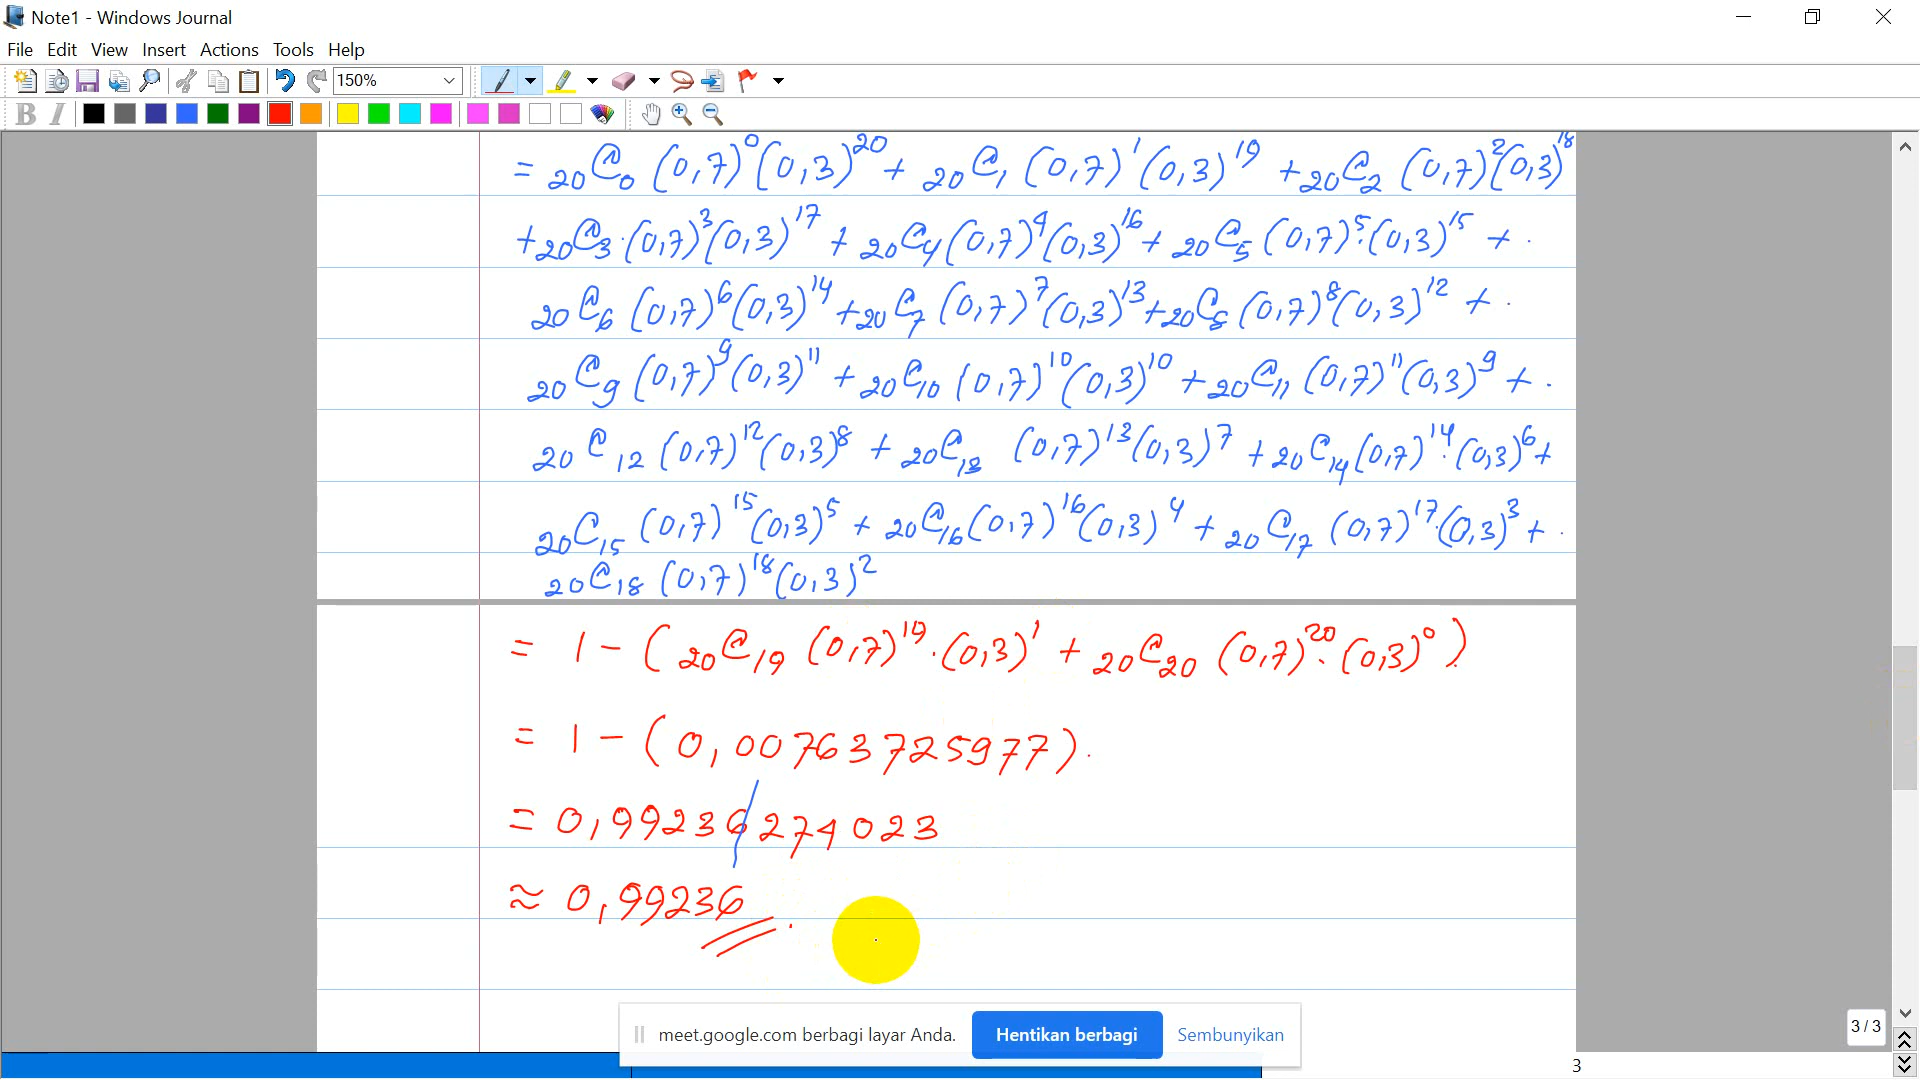 Note1 - Windows Journal
File Edit View Insert Actions Tools Help
150%
B I
= 20C0 (0,7)^0 (0,3)^20 + 20C1 (0,7)^1 (0,3)^19 + 20C2 (0,7)^2 (0,3)^18
+ 20C3 · (0,7)^3 (0,3)^17 + 20C4 (0,7)^4 (0,3)^16 + 20C5 (0,7)^5 · (0,3)^15 + ·
20C6 (0,7)^6 (0,3)^14 + 20C7 (0,7)^7 (0,3)^13 + 20C8 (0,7)^8 (0,3)^12 + ·
20C9 (0,7)^9 (0,3)^11 + 20C10 (0,7)^10 (0,3)^10 + 20C11 (0,7)^11 (0,3)^9 + ·
20C12 (0,7)^12 (0,3)^8 + 20C13 (0,7)^13 (0,3)^7 + 20C14 (0,7)^14 · (0,3)^6 +
20C15 (0,7)^15 (0,3)^5 + 20C16 (0,7)^16 (0,3)^4 + 20C17 (0,7)^17 · (0,3)^3 + ·
20C18 (0,7)^18 (0,3)^2
= 1 - ( 20C19 (0,7)^19 · (0,3)^1 + 20C20 (0,7)^20 · (0,3)^0 )
= 1 - (0,00763725977) ·
= 0,99236274023
≈ 0,99236 ·
3/3
meet.google.com berbagi layar Anda. Hentikan berbagi Sembunyikan
3